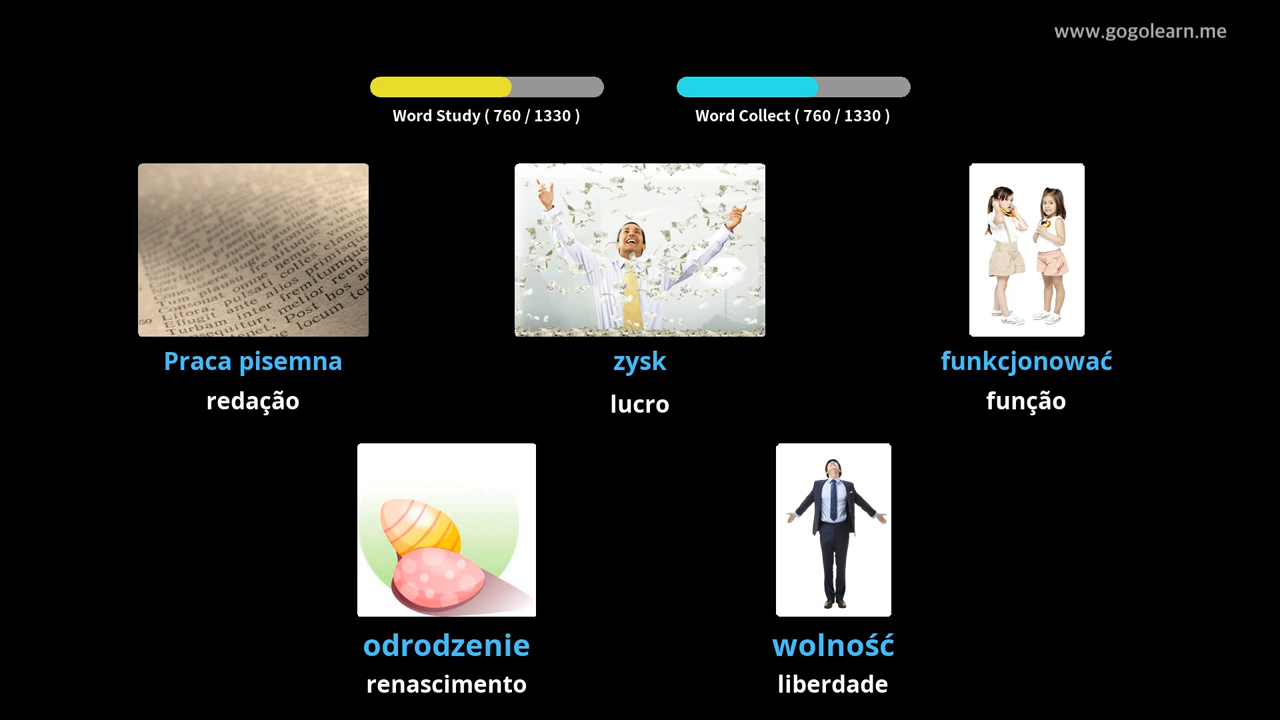 www.gogolearn.me
Word Study ( 760 / 1330 )
Word Collect ( 760 / 1330 )
Praca pisemna
redação
zysk
lucro
funkcjonować
função
odrodzenie
renascimento
wolność
liberdade